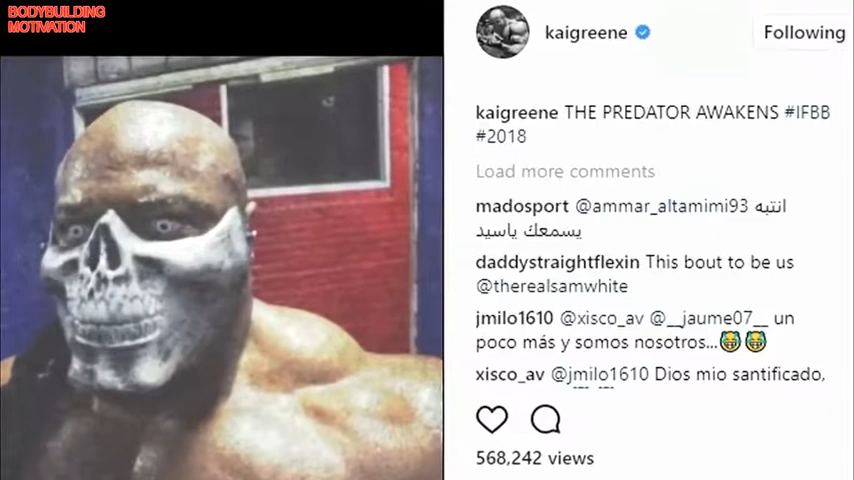 BODYBUILDING
MOTIVATION
kaigreene
Following
kaigreene THE PREDATOR AWAKENS #IFBB
#2018
Load more comments
madosport @ammar_altamimi93 انتبه
يسمعك ياسيد
daddystraightflexin This bout to be us
@therealsamwhite
jmilo1610 @xisco_av @__jaume07__ un
poco más y somos nosotros...😹😹
xisco_av @jmilo1610 Dios mio santificado,
568,242 views